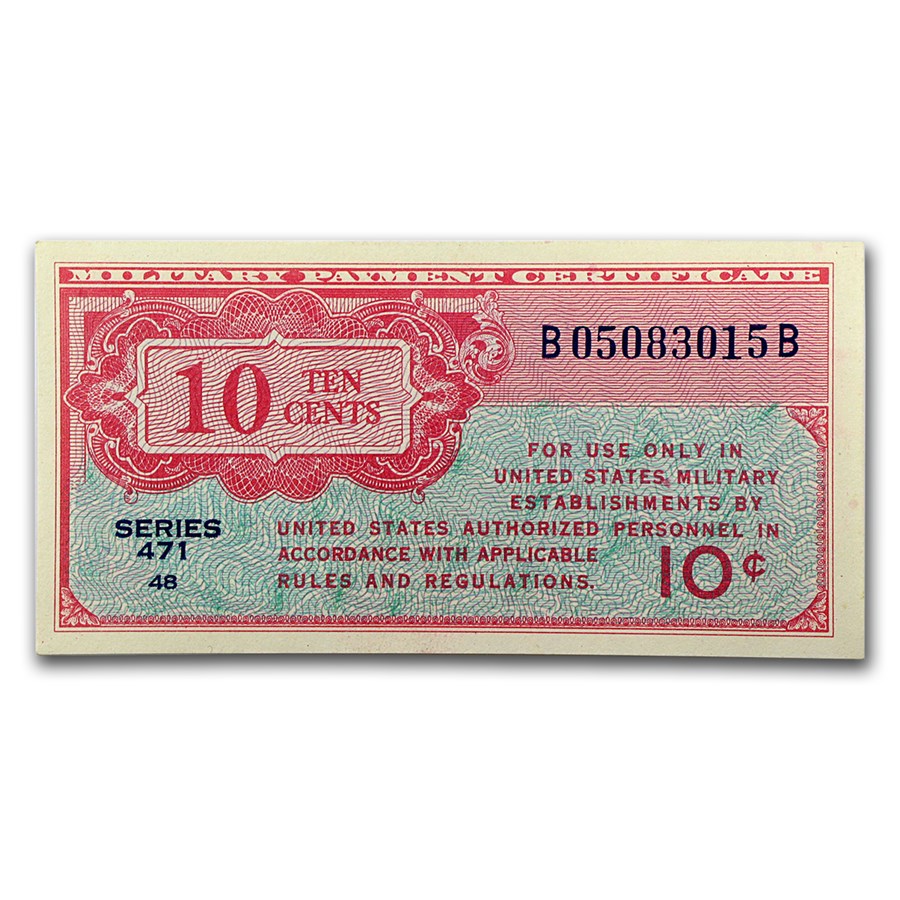 MILITARY PAYMENT CERTIFICATE
B05083015B
10 TEN
CENTS
FOR USE ONLY IN
UNITED STATES MILITARY
ESTABLISHMENTS BY
UNITED STATES AUTHORIZED PERSONNEL IN
ACCORDANCE WITH APPLICABLE
RULES AND REGULATIONS.
SERIES
471
48
10¢